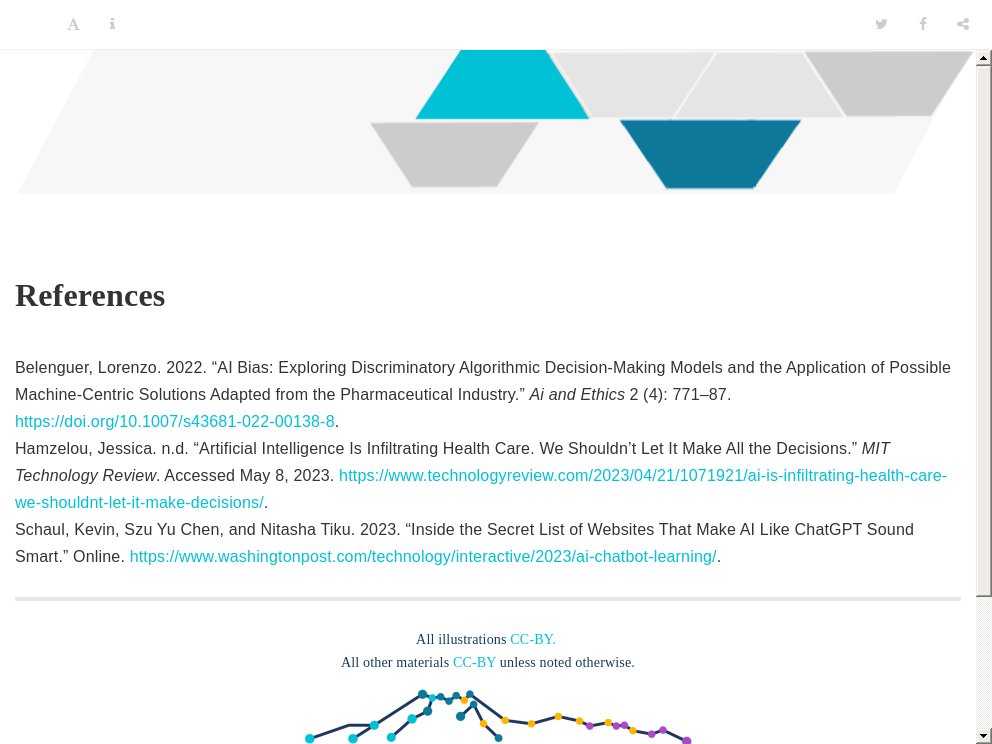 References
Belenguer, Lorenzo. 2022. “AI Bias: Exploring Discriminatory Algorithmic Decision-Making Models and the Application of Possible
Machine-Centric Solutions Adapted from the Pharmaceutical Industry.” Ai and Ethics 2 (4): 771–87.
https://doi.org/10.1007/s43681-022-00138-8.
Hamzelou, Jessica. n.d. “Artificial Intelligence Is Infiltrating Health Care. We Shouldn’t Let It Make All the Decisions.” MIT
Technology Review. Accessed May 8, 2023. https://www.technologyreview.com/2023/04/21/1071921/ai-is-infiltrating-health-care-
we-shouldnt-let-it-make-decisions/.
Schaul, Kevin, Szu Yu Chen, and Nitasha Tiku. 2023. “Inside the Secret List of Websites That Make AI Like ChatGPT Sound
Smart.” Online. https://www.washingtonpost.com/technology/interactive/2023/ai-chatbot-learning/.
All illustrations CC-BY.
All other materials CC-BY unless noted otherwise.